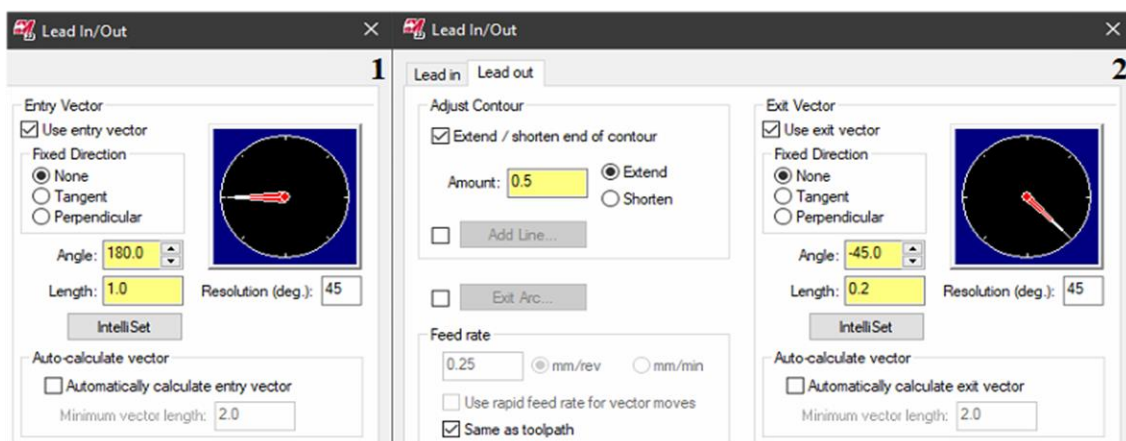 Lead In/Out
1
Entry Vector
Use entry vector
Fixed Direction
None
Tangent
Perpendicular
Angle: 180.0
Length: 1.0
Resolution (deg.): 45
IntelliSet
Auto-calculate vector
Automatically calculate entry vector
Minimum vector length: 2.0
Lead In/Out
2
Lead in Lead out
Adjust Contour
Extend / shorten end of contour
Amount: 0.5
Extend
Shorten
Add Line...
Exit Arc...
Feed rate
0.25 mm/rev mm/min
Use rapid feed rate for vector moves
Same as toolpath
Exit Vector
Use exit vector
Fixed Direction
None
Tangent
Perpendicular
Angle: -45.0
Length: 0.2
Resolution (deg.): 45
IntelliSet
Auto-calculate vector
Automatically calculate exit vector
Minimum vector length: 2.0